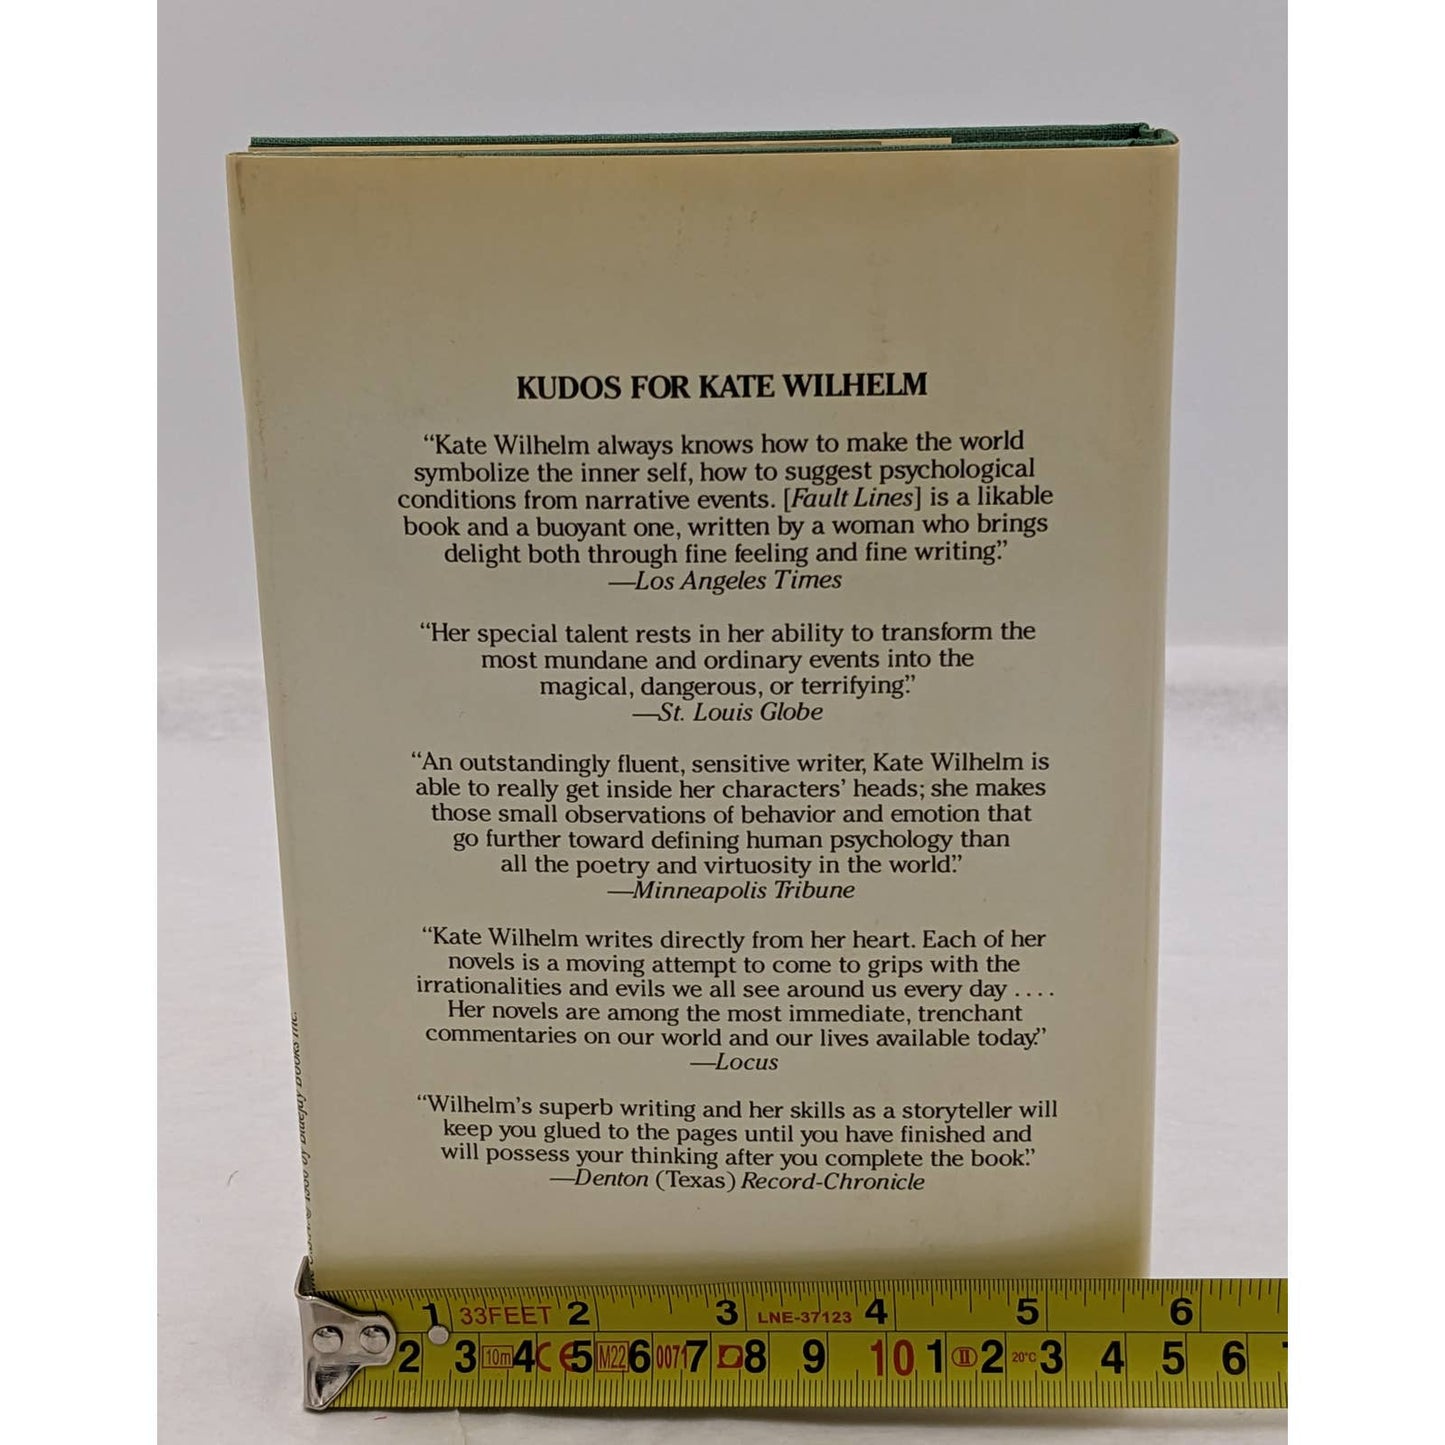 KUDOS FOR KATE WILHELM
“Kate Wilhelm always knows how to make the world
symbolize the inner self, how to suggest psychological
conditions from narrative events. [Fault Lines] is a likable
book and a buoyant one, written by a woman who brings
delight both through fine feeling and fine writing.”
—Los Angeles Times
“Her special talent rests in her ability to transform the
most mundane and ordinary events into the
magical, dangerous, or terrifying.”
—St. Louis Globe
“An outstandingly fluent, sensitive writer, Kate Wilhelm is
able to really get inside her characters’ heads; she makes
those small observations of behavior and emotion that
go further toward defining human psychology than
all the poetry and virtuosity in the world.”
—Minneapolis Tribune
“Kate Wilhelm writes directly from her heart. Each of her
novels is a moving attempt to come to grips with the
irrationalities and evils we all see around us every day . . . .
Her novels are among the most immediate, trenchant
commentaries on our world and our lives available today.”
—Locus
“Wilhelm’s superb writing and her skills as a storyteller will
keep you glued to the pages until you have finished and
will possess your thinking after you complete the book.”
—Denton (Texas) Record-Chronicle
by Bluejay Books Inc.
1 33FEET 2 3 LNE-37123 4 5 6
2 3 10m 4 CE 5 M22 6 0071 7 8 9 10 1 II 2 20°C 3 4 5 6